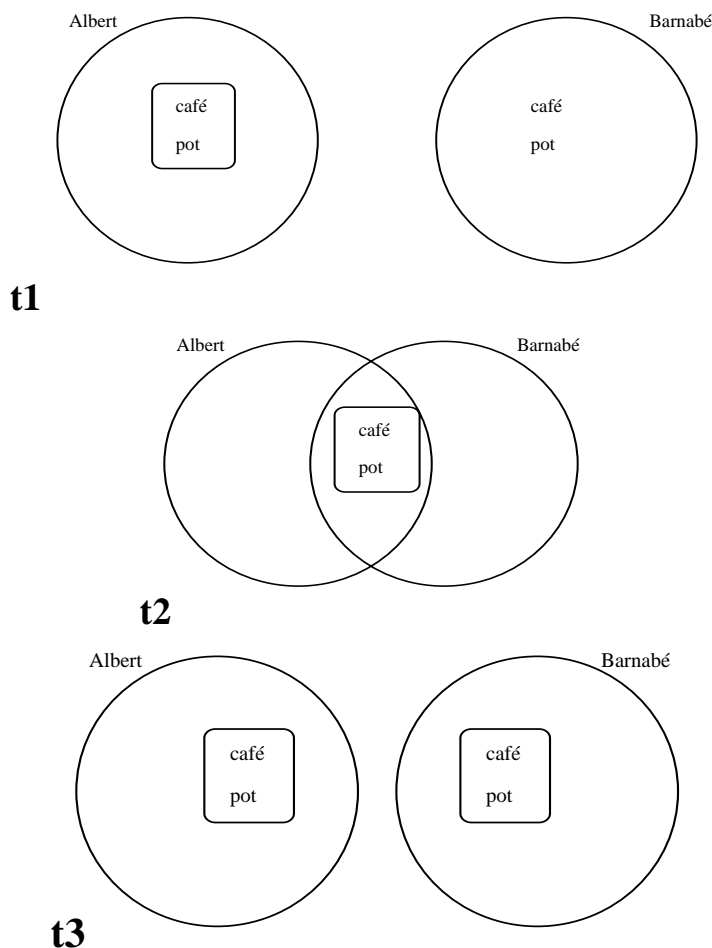 Albert
Barnabé
café
café
pot
pot
t1
Albert
Barnabé
café
pot
t2
Albert
Barnabé
café
café
pot
pot
t3